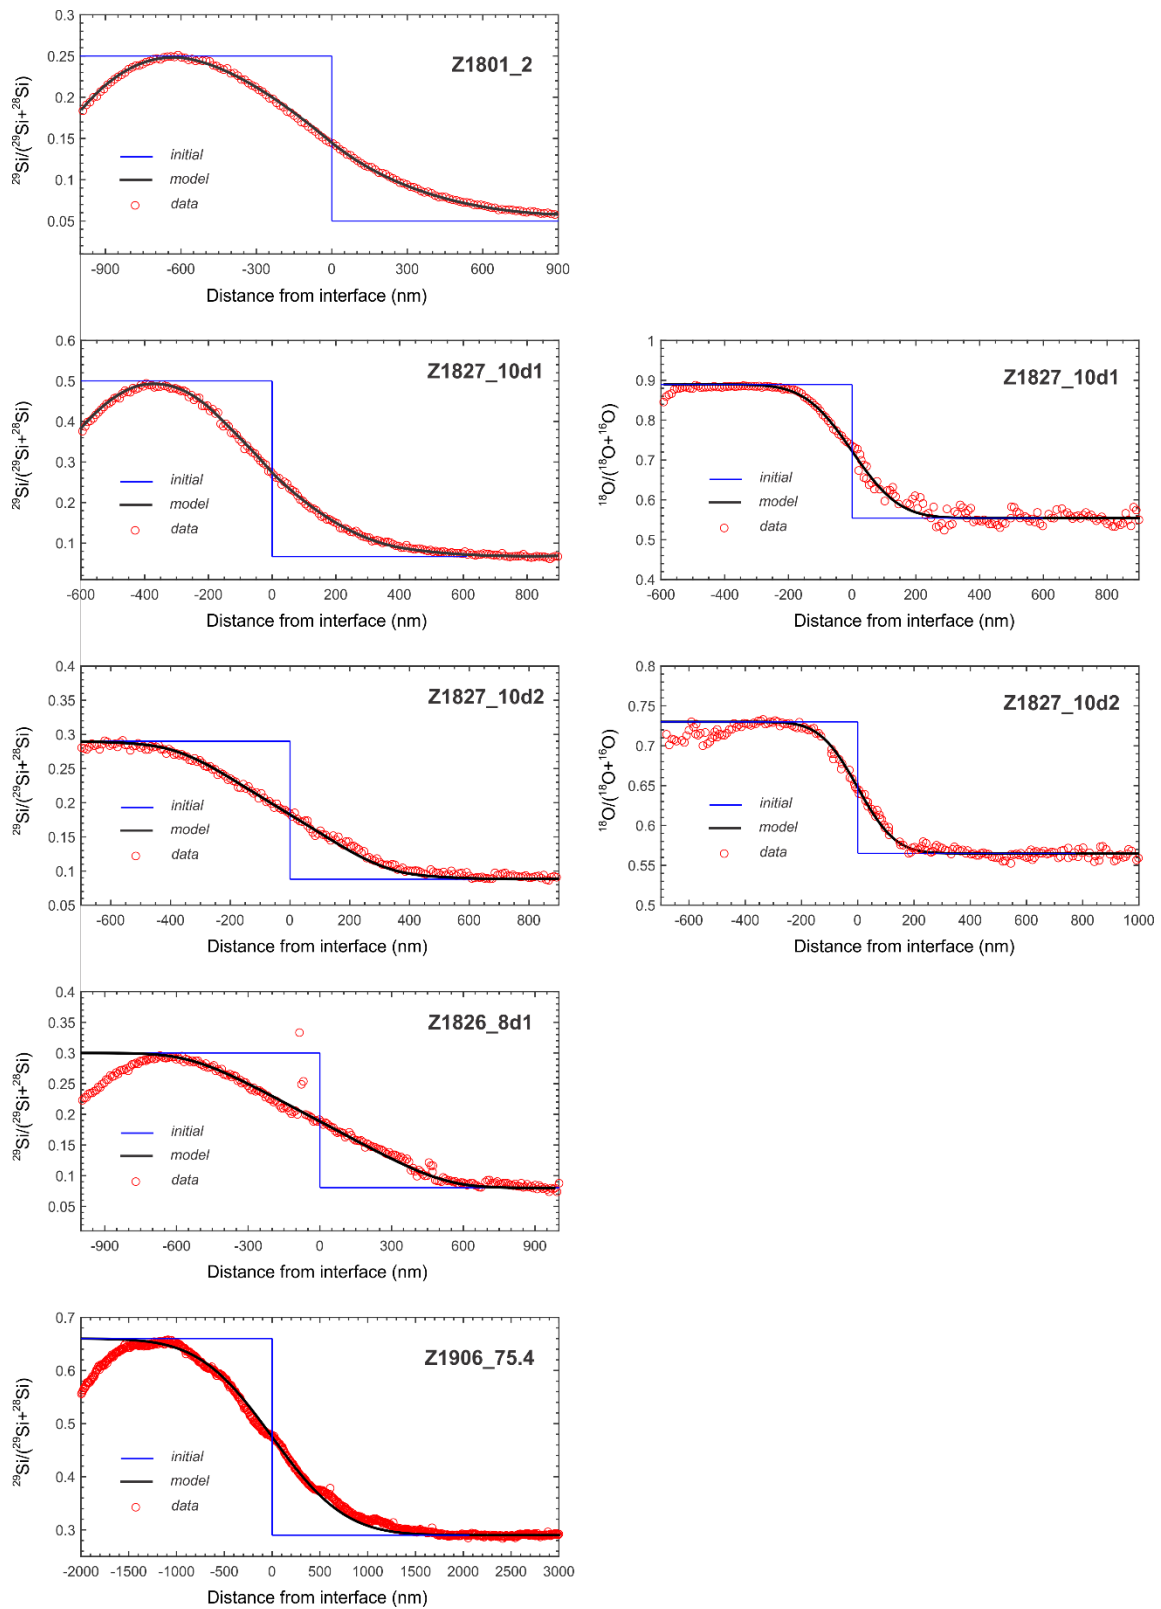 Z1801_2
0.3
0.25
0.2
0.15
0.1
0.05
²⁹Si/(²⁹Si+²⁸Si)
initial
model
data
-900 -600 -300 0 300 600 900
Distance from interface (nm)
Z1827_10d1
0.6
0.5
0.4
0.3
0.2
0.1
²⁹Si/(²⁹Si+²⁸Si)
initial
model
data
-600 -400 -200 0 200 400 600 800
Distance from interface (nm)
Z1827_10d1
1
0.9
0.8
0.7
0.6
0.5
0.4
¹⁸O/(¹⁸O+¹⁶O)
initial
model
data
-600 -400 -200 0 200 400 600 800
Distance from interface (nm)
Z1827_10d2
0.4
0.35
0.3
0.25
0.2
0.15
0.1
0.05
²⁹Si/(²⁹Si+²⁸Si)
initial
model
data
-600 -400 -200 0 200 400 600 800
Distance from interface (nm)
Z1827_10d2
0.8
0.75
0.7
0.65
0.6
0.55
0.5
¹⁸O/(¹⁸O+¹⁶O)
initial
model
data
-600 -400 -200 0 200 400 600 800 1000
Distance from interface (nm)
Z1826_8d1
0.4
0.35
0.3
0.25
0.2
0.15
0.1
0.05
²⁹Si/(²⁹Si+²⁸Si)
initial
model
data
-900 -600 -300 0 300 600 900
Distance from interface (nm)
Z1906_75.4
0.7
0.6
0.5
0.4
0.3
²⁹Si/(²⁹Si+²⁸Si)
initial
model
data
-2000 -1500 -1000 -500 0 500 1000 1500 2000 2500 3000
Distance from interface (nm)